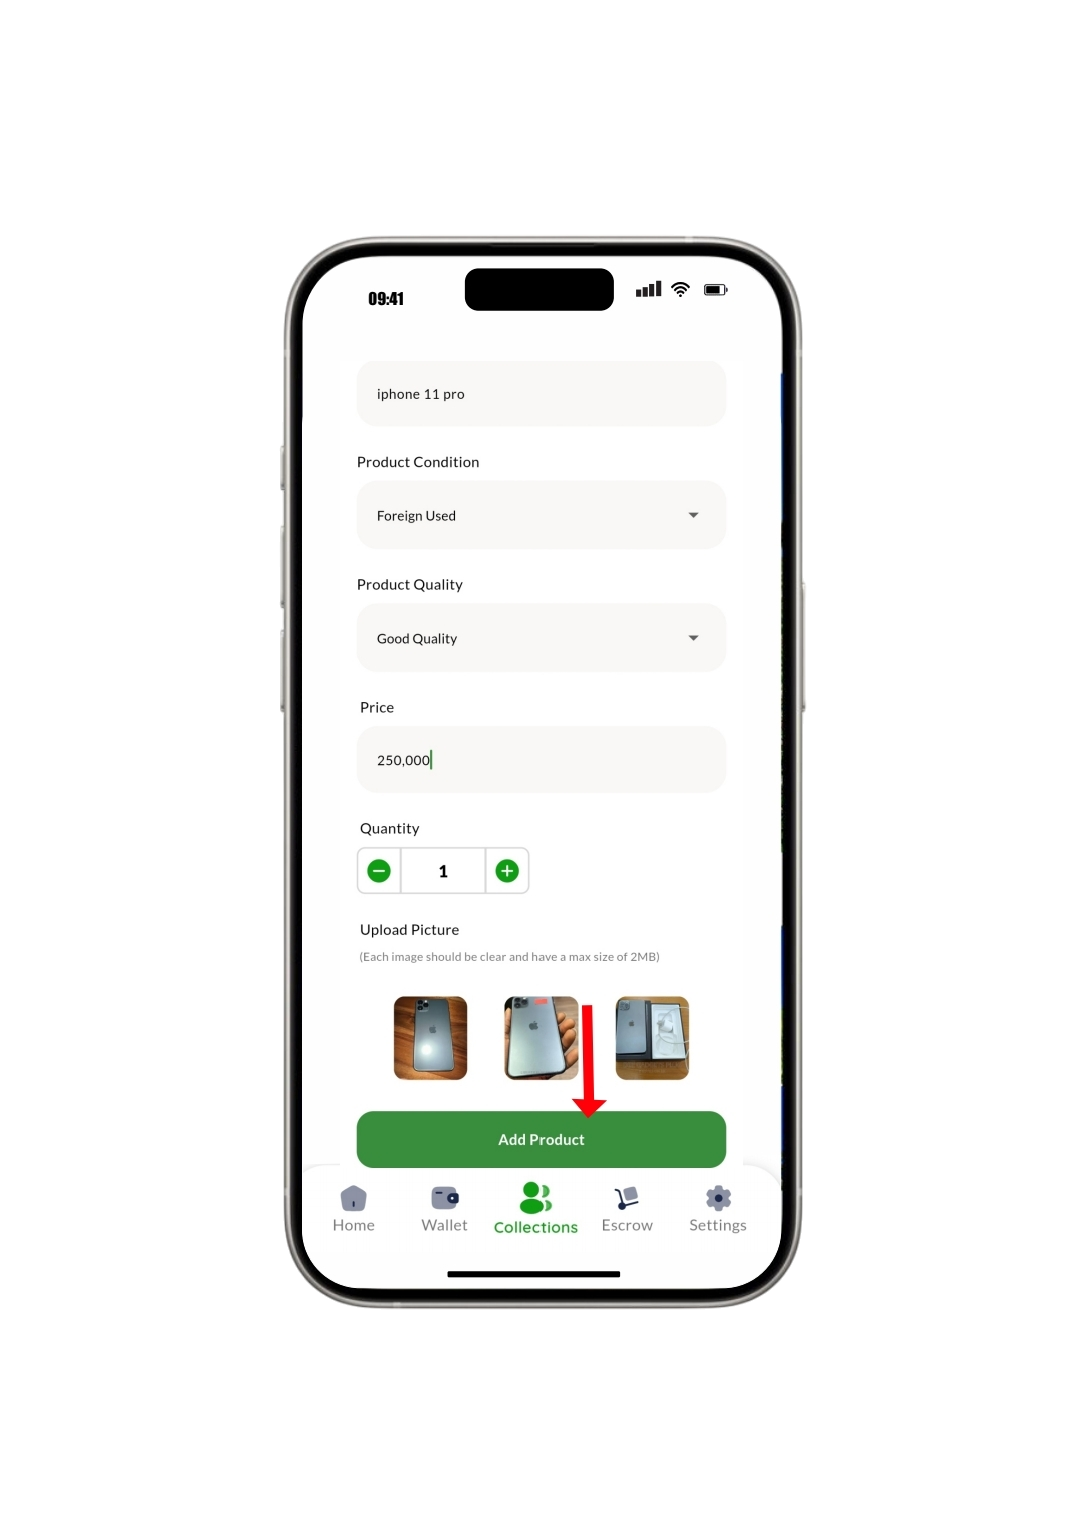 09:41
iphone 11 pro
Product Condition
Foreign Used
Product Quality
Good Quality
Price
250,000
Quantity
1
Upload Picture
(Each image should be clear and have a max size of 2MB)
Add Product
Home Wallet Collections Escrow Settings